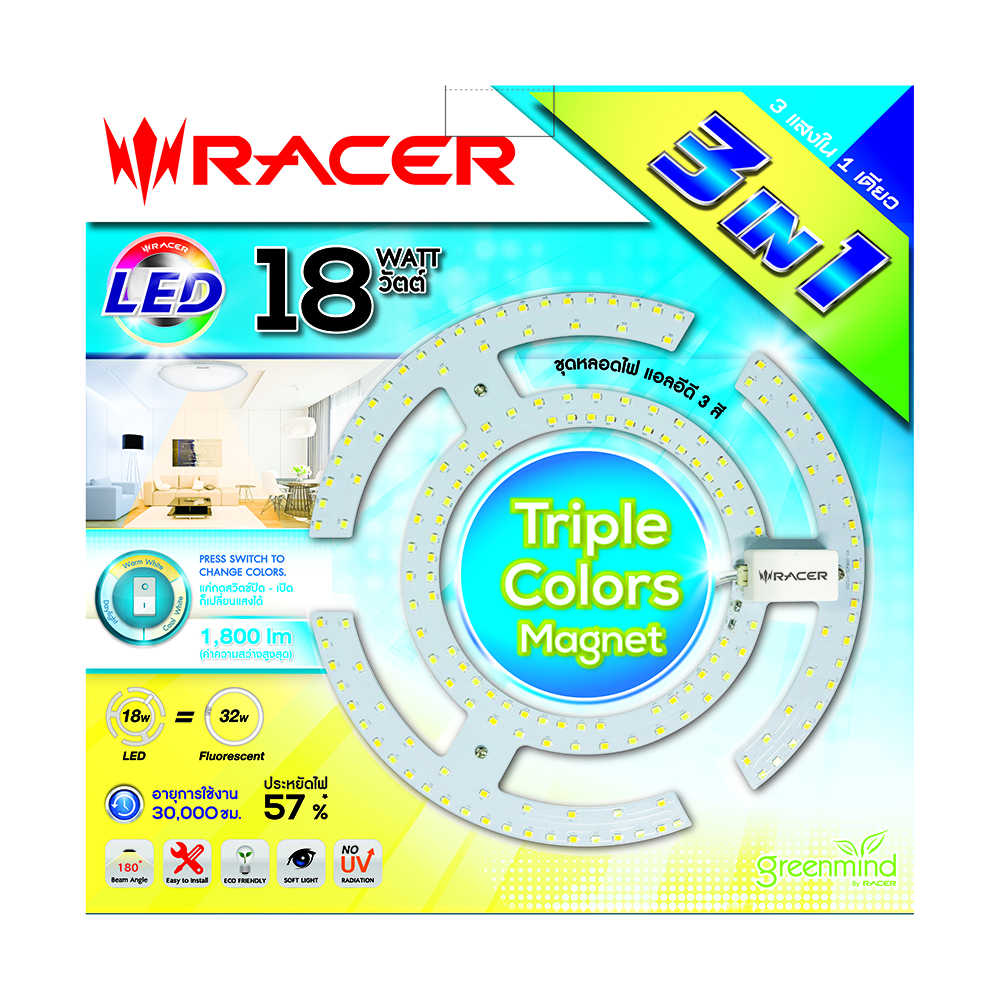 RACER
3 แสงใน 1 เดียว
3 IN 1
RACER
LED
18 WATT
วัตต์
ชุดหลอดไฟ แอลอีดี 3 สี
Triple
Colors
Magnet
RACER
Warm White
Daylight
Cool White
PRESS SWITCH TO
CHANGE COLORS.
แค่กดสวิตช์ปิด - เปิด
ก็เปลี่ยนแสงได้
1,800 lm
(ค่าความสว่างสูงสุด)
18w = 32w
LED Fluorescent
อายุการใช้งาน
30,000 ชม.
ประหยัดไฟ
57 %*
180°
Beam Angle
Easy to Install
ECO FRIENDLY
SOFT LIGHT
NO
UV
RADIATION
greenmind
By RACER